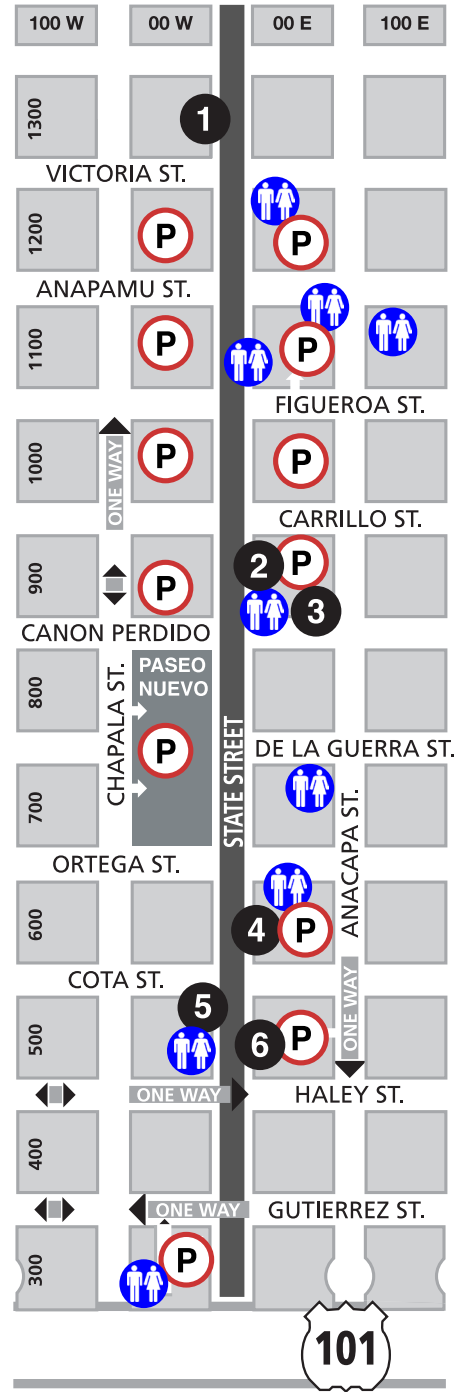 100 W 00 W 00 E 100 E
1300
1
VICTORIA ST.
1200
P P
ANAPAMU ST.
1100
P P
FIGUEROA ST.
1000
ONE WAY
P P
CARRILLO ST.
900
P
2 P
3
CANON PERDIDO
800
PASEO
NUEVO
CHAPALA ST.
P
STATE STREET
DE LA GUERRA ST.
700
ANACAPA ST.
ORTEGA ST.
600
4 P
COTA ST.
500
5
6 P
ONE WAY
ONE WAY
HALEY ST.
400
ONE WAY
GUTIERREZ ST.
300
P
101